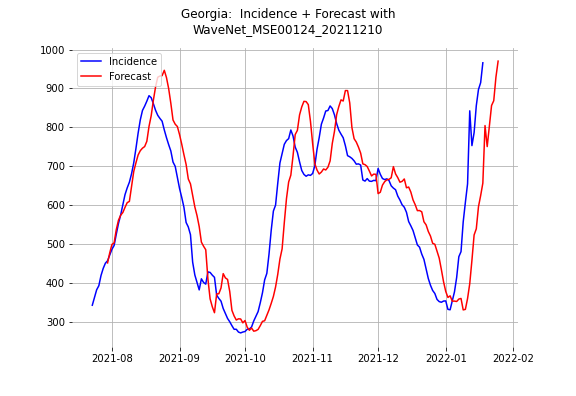 Georgia:  Incidence + Forecast with
WaveNet_MSE00124_20211210
Incidence
Forecast
1000
900
800
700
600
500
400
300
2021-08 2021-09 2021-10 2021-11 2021-12 2022-01 2022-02